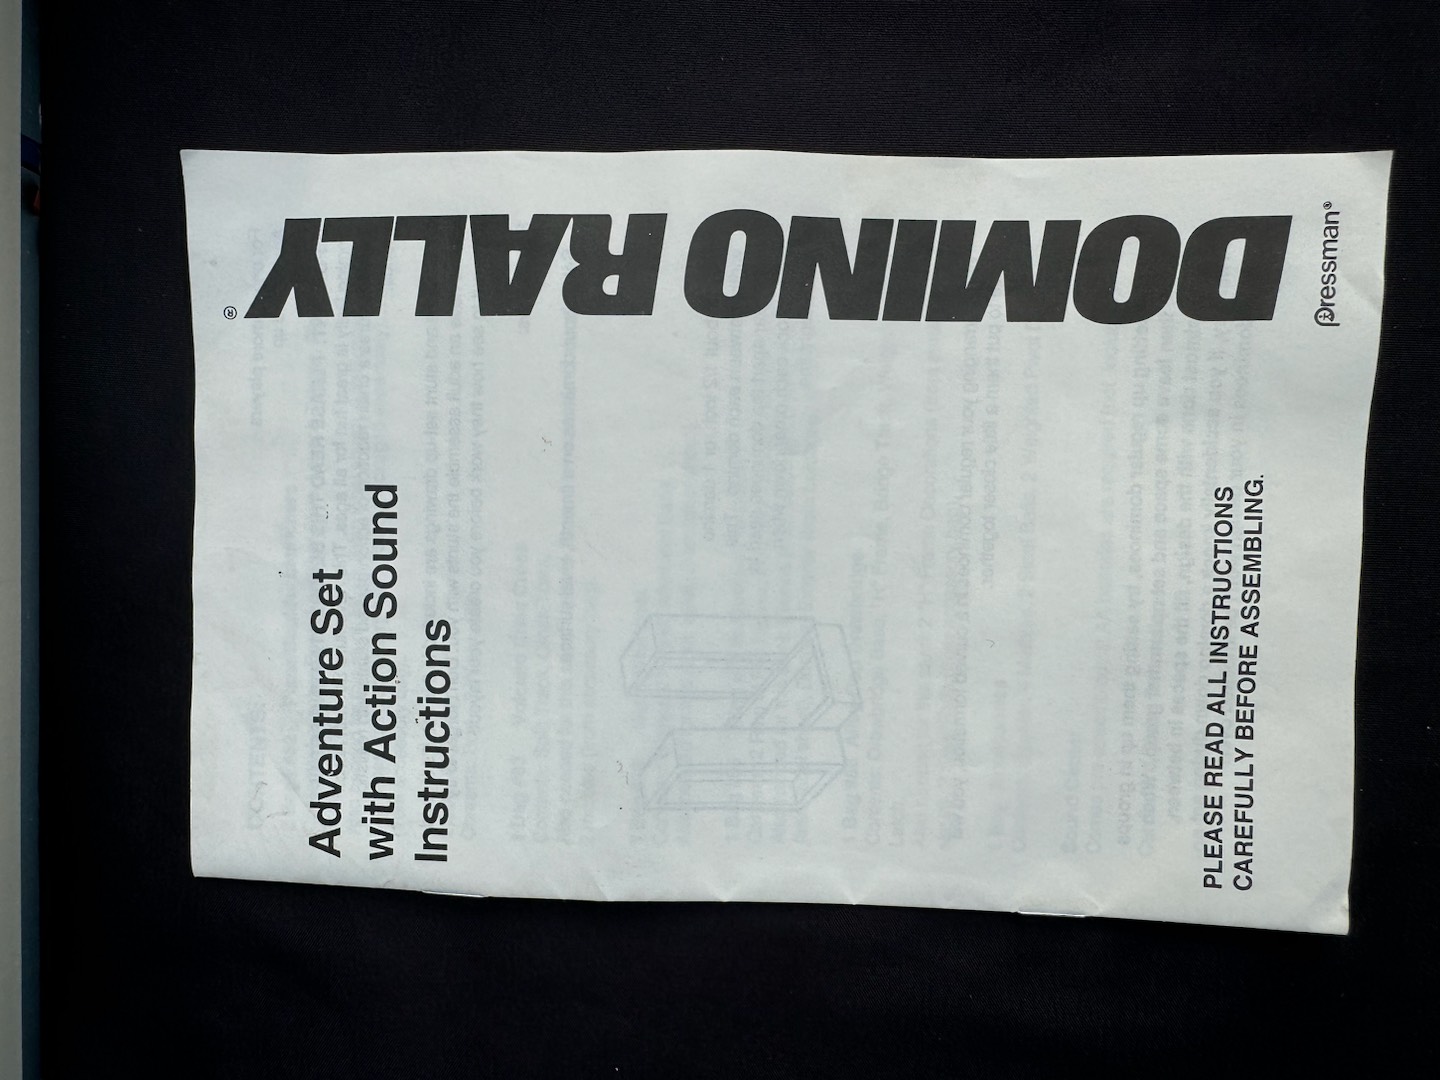 Adventure Set
with Action Sound
Instructions
DOMINO RALLY®
PLEASE READ ALL INSTRUCTIONS
CAREFULLY BEFORE ASSEMBLING.
Pressman®